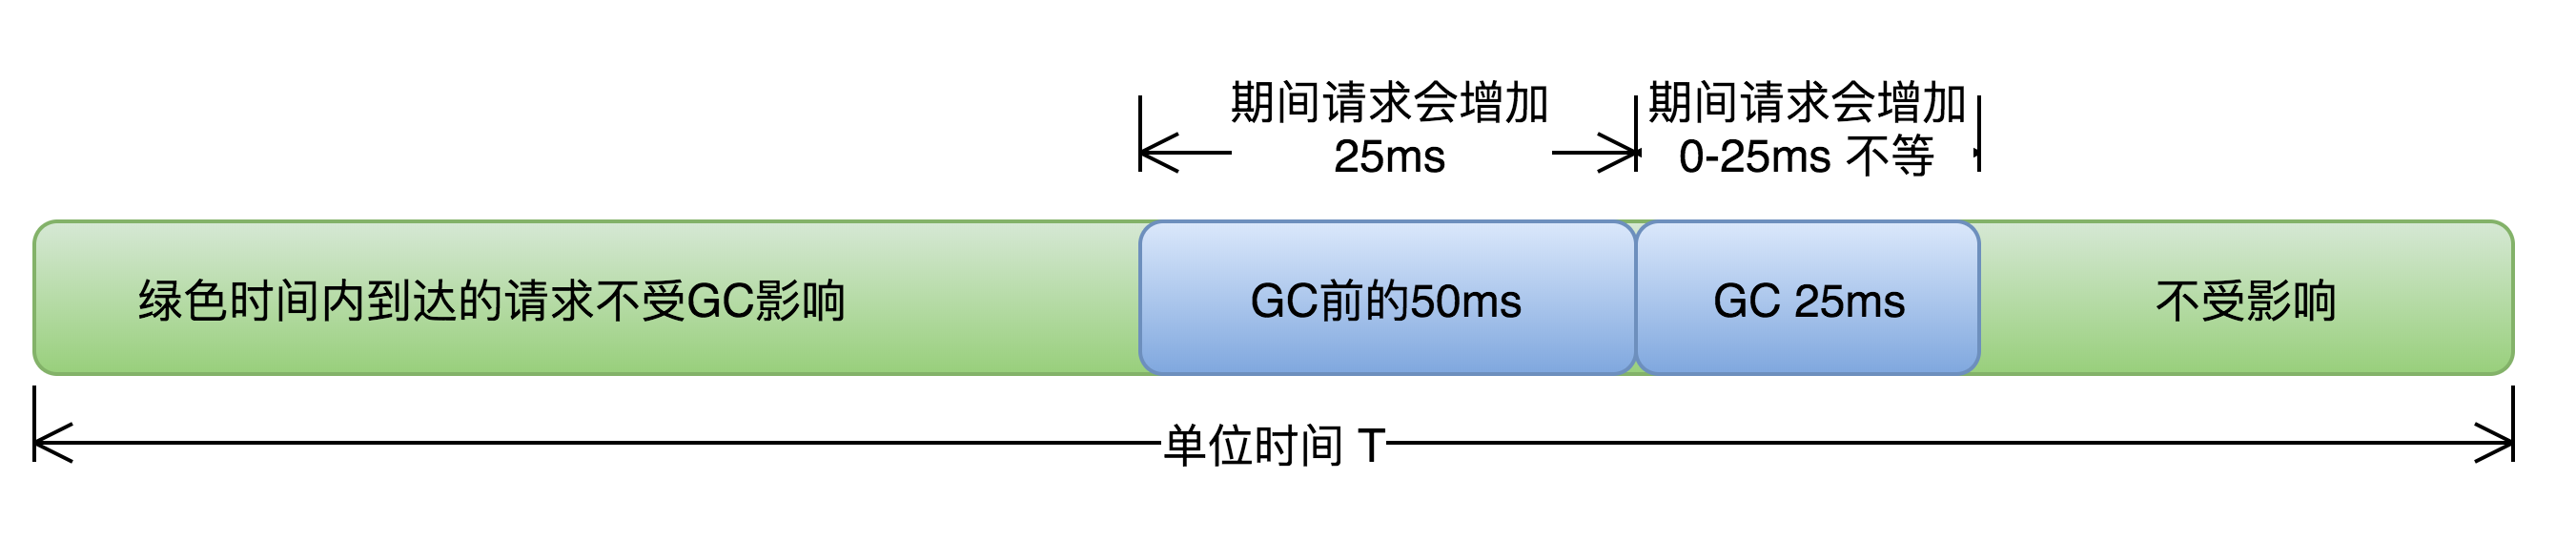 期间请求会增加
25ms
期间请求会增加
0-25ms 不等
绿色时间内到达的请求不受GC影响
GC前的50ms
GC 25ms
不受影响
单位时间 T